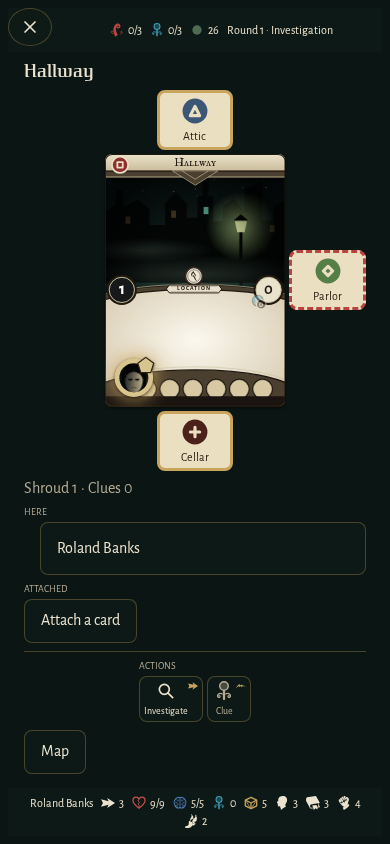 0/3 0/3 26 Round 1 · Investigation
Hallway
Attic
Hallway
1 LOCATION 0
Parlor
Cellar
Shroud 1 · Clues 0
HERE
Roland Banks
ATTACHED
Attach a card
ACTIONS
Investigate Clue
Map
Roland Banks 3 9/9 5/5 0 5 3 3 4
2